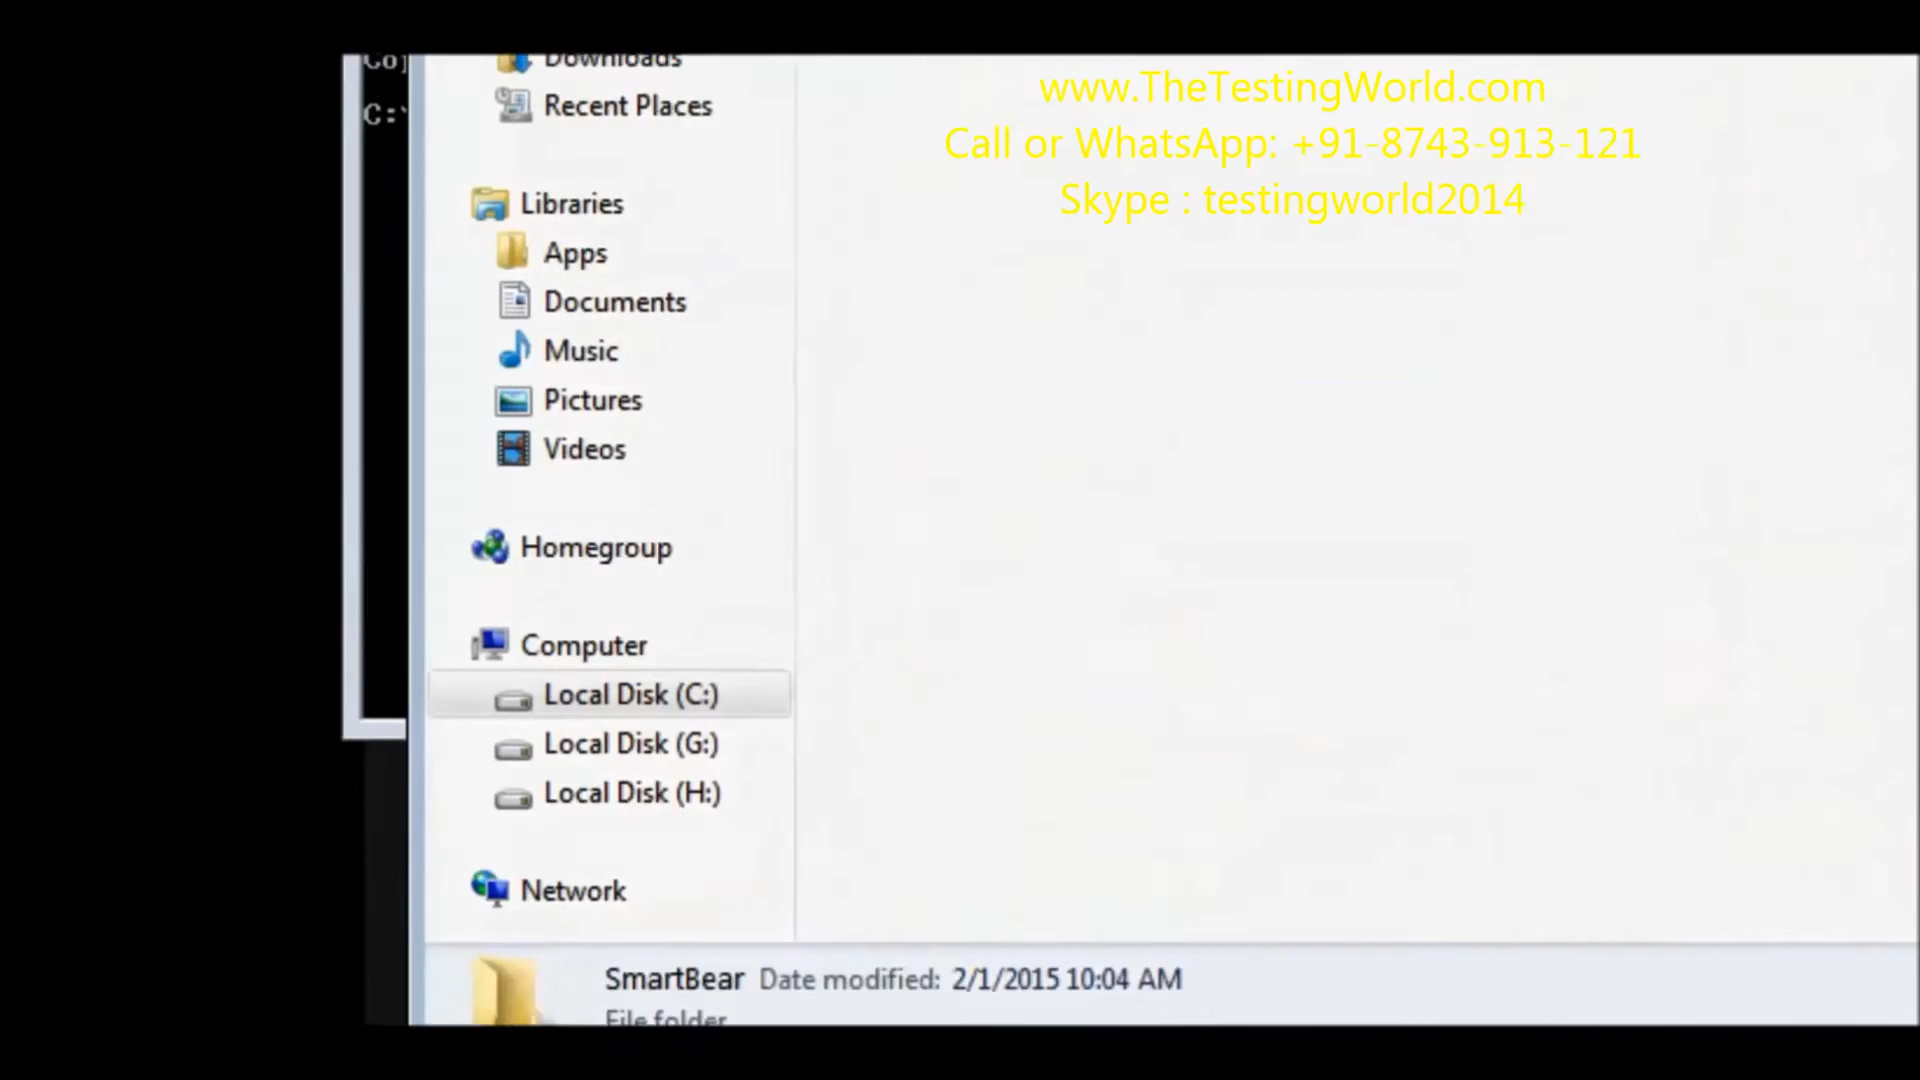 Co
C:\
Downloads
Recent Places
Libraries
Apps
Documents
Music
Pictures
Videos
Homegroup
Computer
Local Disk (C:)
Local Disk (G:)
Local Disk (H:)
Network
www.TheTestingWorld.com
Call or WhatsApp: +91-8743-913-121
Skype : testingworld2014
SmartBear Date modified: 2/1/2015 10:04 AM
File folder